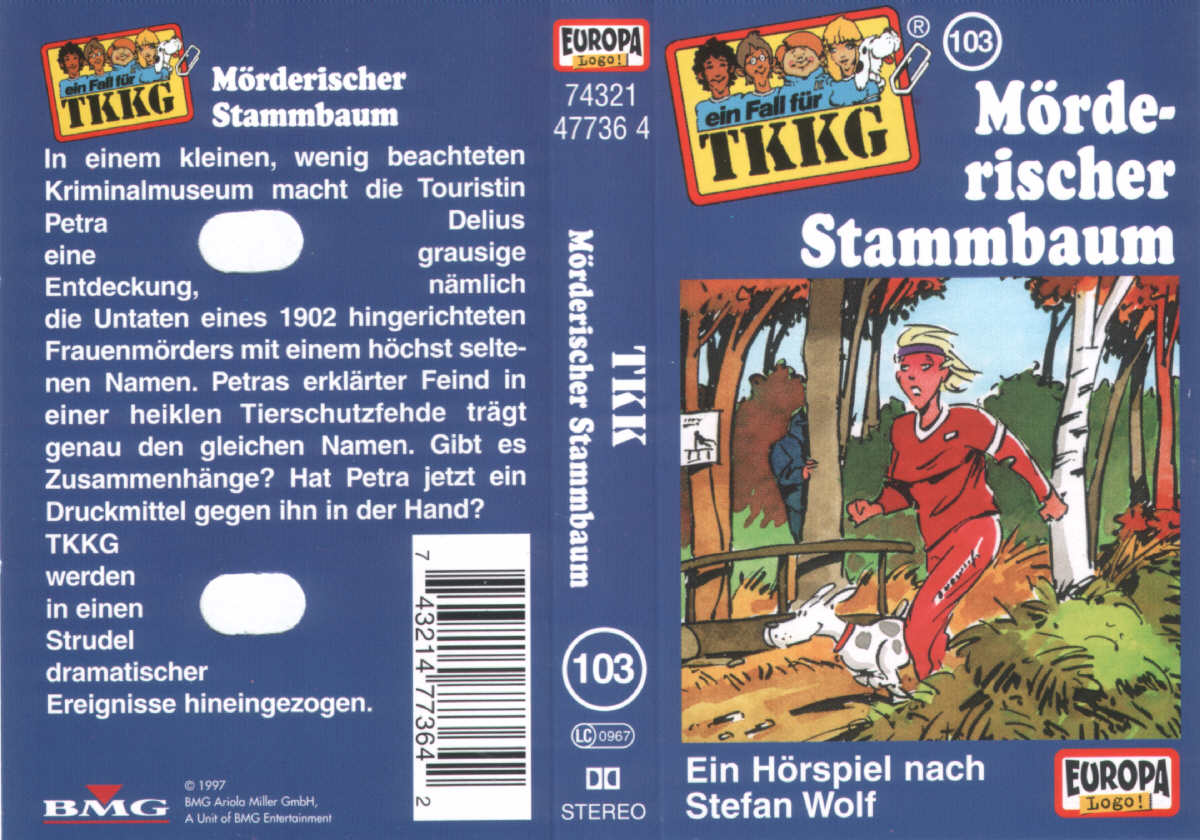 ein Fall für
TKKG
Mörderischer
Stammbaum
In einem kleinen, wenig beachteten
Kriminalmuseum macht die Touristin
Petra Delius
eine grausige
Entdeckung, nämlich
die Untaten eines 1902 hingerichteten
Frauenmörders mit einem höchst selte-
nen Namen. Petras erklärter Feind in
einer heiklen Tierschutzfehde trägt
genau den gleichen Namen. Gibt es
Zusammenhänge? Hat Petra jetzt ein
Druckmittel gegen ihn in der Hand?
TKKG
werden
in einen
Strudel
dramatischer
Ereignisse hineingezogen.
7 43214 77364 2
BMG
© 1997
BMG Ariola Miller GmbH,
A Unit of BMG Entertainment
EUROPA
Logo!
74321
47736 4
Mörderischer Stammbaum
TKK
103
LC 0967
STEREO
ein Fall für
TKKG
®
103
Mörde-
rischer
Stammbaum
Ein Hörspiel nach
Stefan Wolf
EUROPA
Logo!